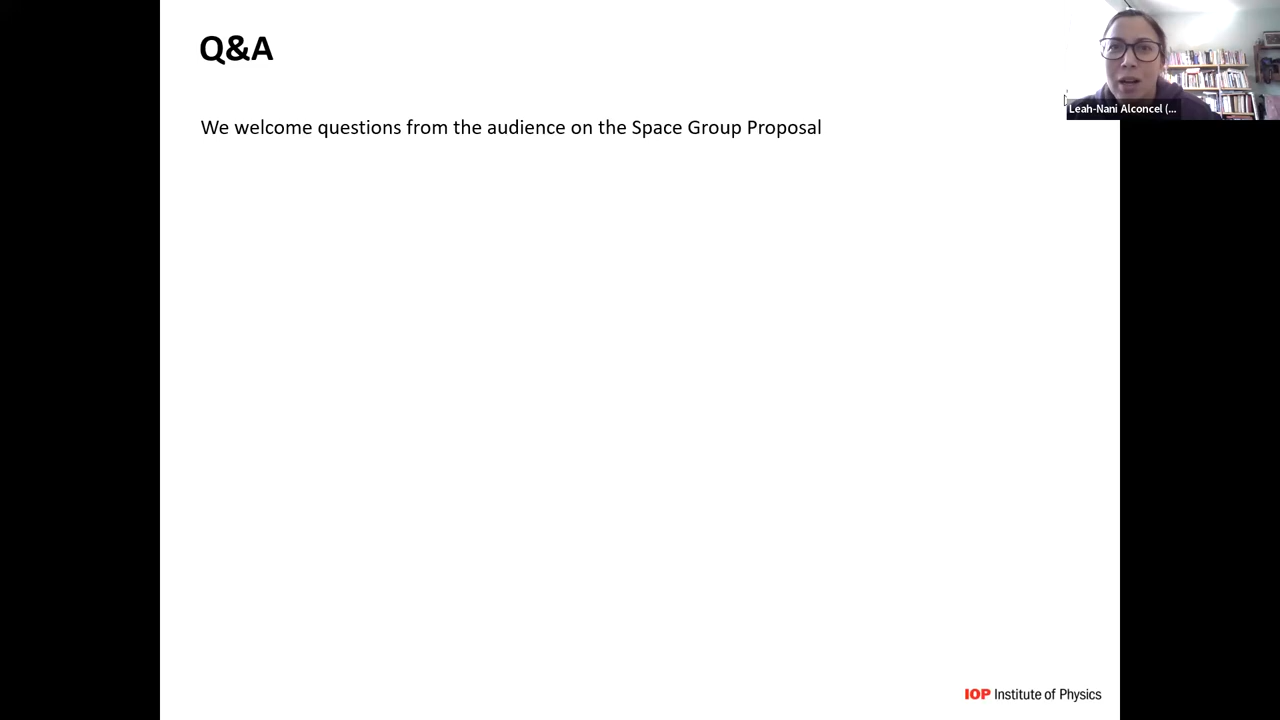 Q&A
Leah-Nani Alconcel (...
We welcome questions from the audience on the Space Group Proposal
IOP Institute of Physics